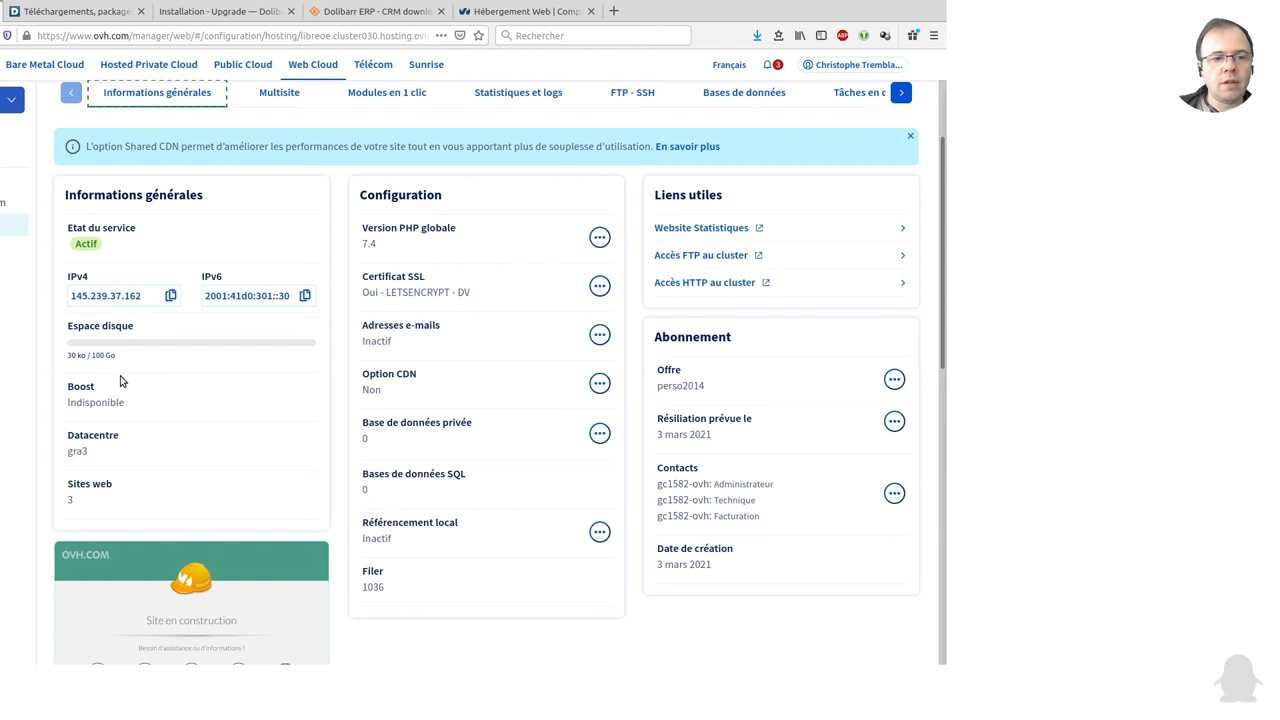 Téléchargements, package
Installation - Upgrade — Doliba
Dolibarr ERP - CRM downlo
Hébergement Web | Comp
https://www.ovh.com/manager/web/#/configuration/hosting/libreoe.cluster030.hosting.ovh
Rechercher
Bare Metal Cloud
Hosted Private Cloud
Public Cloud
Web Cloud
Télécom
Sunrise
Français
3
Christophe Trembla...
Informations générales
Multisite
Modules en 1 clic
Statistiques et logs
FTP - SSH
Bases de données
Tâches en c
L'option Shared CDN permet d'améliorer les performances de votre site tout en vous apportant plus de souplesse d'utilisation. En savoir plus
m
Informations générales
Etat du service
Actif
IPv4
IPv6
145.239.37.162
2001:41d0:301::30
Espace disque
30 ko / 100 Go
Boost
Indisponible
Datacentre
gra3
Sites web
3
OVH.COM
Site en construction
Besoin d'assistance ou d'informations ?
Configuration
Version PHP globale
7.4
Certificat SSL
Oui - LETSENCRYPT - DV
Adresses e-mails
Inactif
Option CDN
Non
Base de données privée
0
Bases de données SQL
0
Référencement local
Inactif
Filer
1036
Liens utiles
Website Statistiques
Accès FTP au cluster
Accès HTTP au cluster
Abonnement
Offre
perso2014
Résiliation prévue le
3 mars 2021
Contacts
gc1582-ovh: Administrateur
gc1582-ovh: Technique
gc1582-ovh: Facturation
Date de création
3 mars 2021